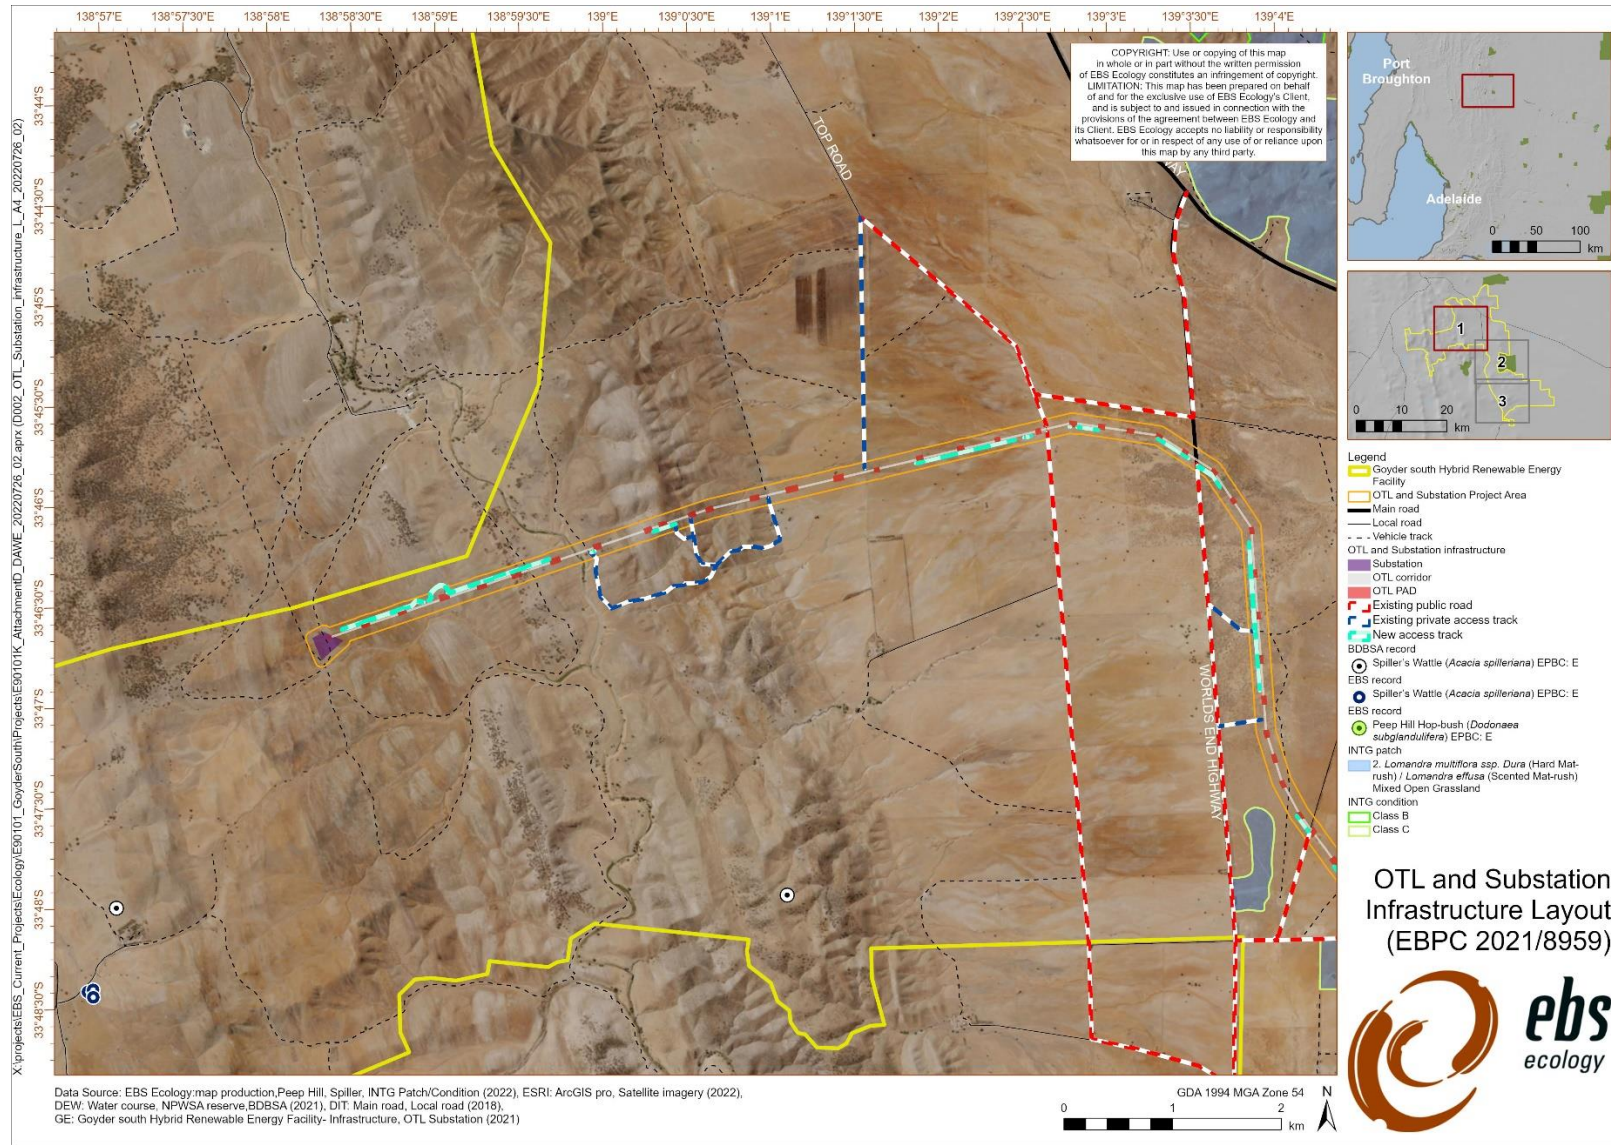 138°57'E 138°57'30"E 138°58'E 138°58'30"E 138°59'E 138°59'30"E 139°E 139°0'30"E 139°1'E 139°1'30"E 139°2'E 139°2'30"E 139°3'E 139°3'30"E 139°4'E
X:\projects\EBS_Current_Projects\Ecology\E90101_GoyderSouth\Projects\E90101K_AttachmentD_DAWE_20220726_02.aprx (D002_OTL_Substation_infrastructure_L_A4_20220726_02)
33°44'S
33°44'30"S
33°45'S
33°45'30"S
33°46'S
33°46'30"S
33°47'S
33°47'30"S
33°48'S
33°48'30"S
COPYRIGHT: Use or copying of this map
in whole or in part without the written permission
of EBS Ecology constitutes an infringement of copyright.
LIMITATION: This map has been prepared on behalf
of and for the exclusive use of EBS Ecology's Client,
and is subject to and issued in connection with the
provisions of the agreement between EBS Ecology and
its Client. EBS Ecology accepts no liability or responsibility
whatsoever for or in respect of any use of or reliance upon
this map by any third party.
TOP ROAD
WAY
WORLDS END HIGHWAY
Port
Broughton
Adelaide
0 50 100
km
1
2
3
0 10 20
km
Legend
Goyder south Hybrid Renewable Energy
Facility
OTL and Substation Project Area
Main road
Local road
Vehicle track
OTL and Substation infrastructure
Substation
OTL corridor
OTL PAD
Existing public road
Existing private access track
New access track
BDBSA record
Spiller's Wattle (Acacia spilleriana) EPBC: E
EBS record
Spiller's Wattle (Acacia spilleriana) EPBC: E
EBS record
Peep Hill Hop-bush (Dodonaea
subglandulifera) EPBC: E
INTG patch
2. Lomandra multiflora ssp. Dura (Hard Mat-
rush) / Lomandra effusa (Scented Mat-rush)
Mixed Open Grassland
INTG condition
Class B
Class C
OTL and Substation
Infrastructure Layout
(EBPC 2021/8959)
ebs
ecology
Data Source: EBS Ecology:map production,Peep Hill, Spiller, INTG Patch/Condition (2022), ESRI: ArcGIS pro, Satellite imagery (2022),
DEW: Water course, NPWSA reserve,BDBSA (2021), DIT: Main road, Local road (2018),
GE: Goyder south Hybrid Renewable Energy Facility- Infrastructure, OTL Substation (2021)
GDA 1994 MGA Zone 54
N
0 1 2
km